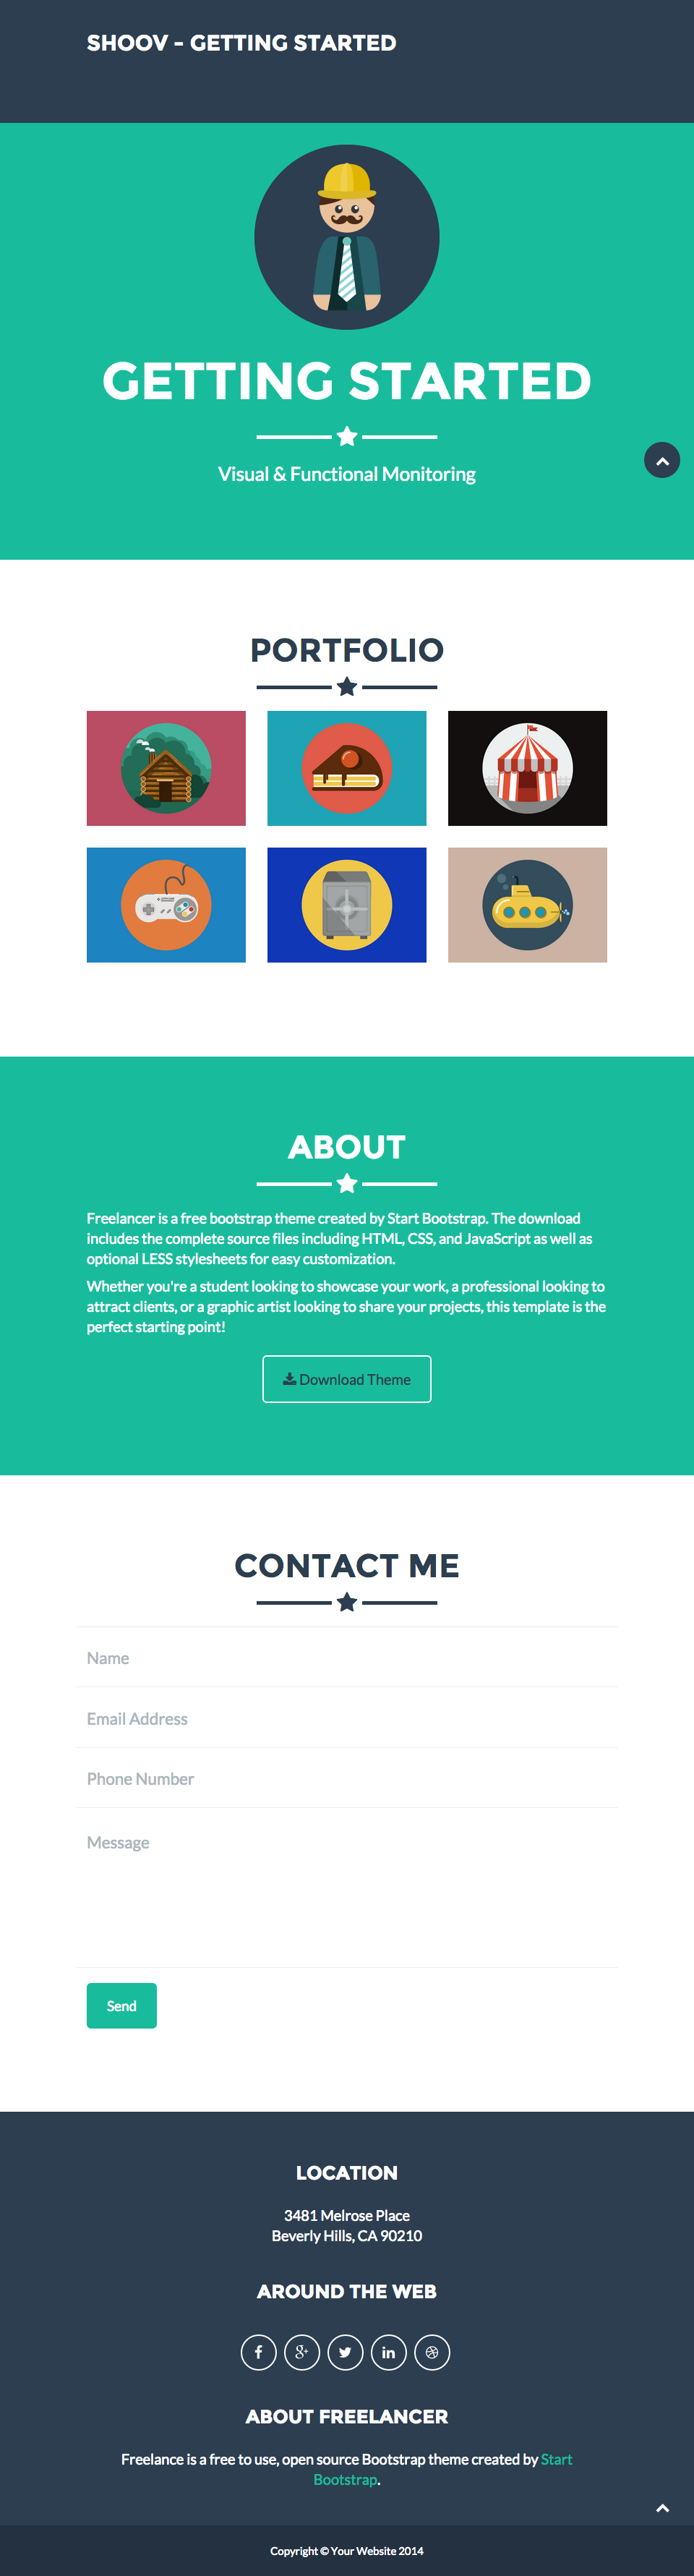 SHOOV - GETTING STARTED
GETTING STARTED
Visual & Functional Monitoring
PORTFOLIO
ABOUT
Freelancer is a free bootstrap theme created by Start Bootstrap. The download
includes the complete source files including HTML, CSS, and JavaScript as well as
optional LESS stylesheets for easy customization.
Whether you're a student looking to showcase your work, a professional looking to
attract clients, or a graphic artist looking to share your projects, this template is the
perfect starting point!
Download Theme
CONTACT ME
Name
Email Address
Phone Number
Message
Send
LOCATION
3481 Melrose Place
Beverly Hills, CA 90210
AROUND THE WEB
ABOUT FREELANCER
Freelance is a free to use, open source Bootstrap theme created by Start
Bootstrap.
Copyright © Your Website 2014